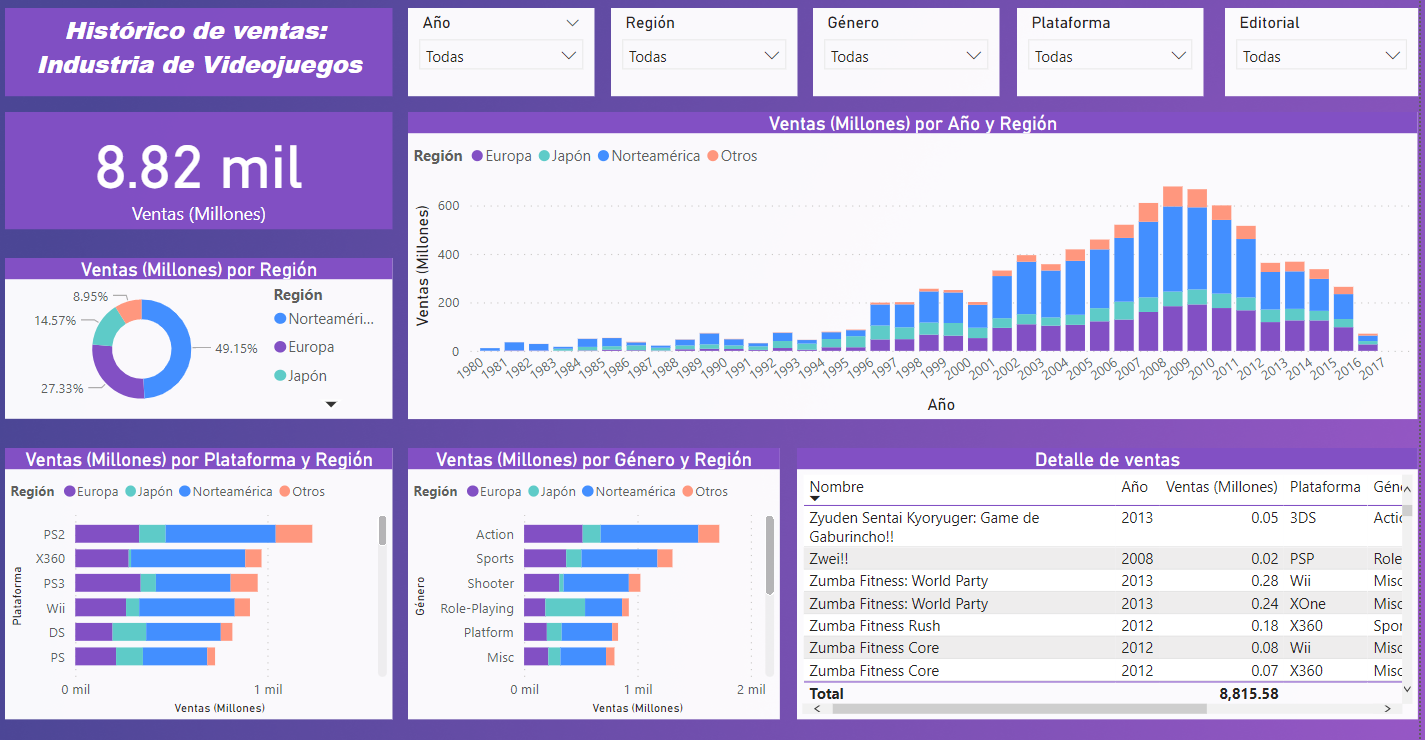 Histórico de ventas:
Industria de Videojuegos
Año
Todas
Región
Todas
Género
Todas
Plataforma
Todas
Editorial
Todas
8.82 mil
Ventas (Millones)
Ventas (Millones) por Año y Región
Región Europa Japón Norteamérica Otros
Ventas (Millones)
600
400
200
0
1980 1981 1982 1983 1984 1985 1986 1987 1988 1989 1990 1991 1992 1993 1994 1995 1996 1997 1998 1999 2000 2001 2002 2003 2004 2005 2006 2007 2008 2009 2010 2011 2012 2013 2014 2015 2016 2017
Año
Ventas (Millones) por Región
8.95%
14.57%
49.15%
27.33%
Región
Norteaméri...
Europa
Japón
Ventas (Millones) por Plataforma y Región
Región Europa Japón Norteamérica Otros
Plataforma
PS2
X360
PS3
Wii
DS
PS
0 mil 1 mil
Ventas (Millones)
Ventas (Millones) por Género y Región
Región Europa Japón Norteamérica Otros
Género
Action
Sports
Shooter
Role-Playing
Platform
Misc
0 mil 1 mil 2 mil
Ventas (Millones)
Detalle de ventas
Nombre Año Ventas (Millones) Plataforma Géne
Zyuden Sentai Kyoryuger: Game de 2013 0.05 3DS Actic
Gaburincho!!
Zwei!! 2008 0.02 PSP Role
Zumba Fitness: World Party 2013 0.28 Wii Misc
Zumba Fitness: World Party 2013 0.24 XOne Misc
Zumba Fitness Rush 2012 0.18 X360 Spor
Zumba Fitness Core 2012 0.08 Wii Misc
Zumba Fitness Core 2012 0.07 X360 Misc
Total 8,815.58